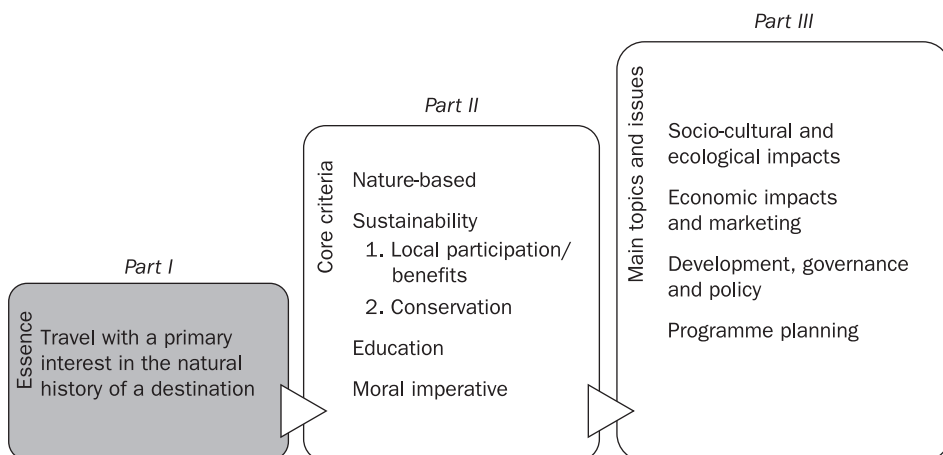 Part I
Essence
Travel with a primary
interest in the natural
history of a destination
Part II
Core criteria
Nature-based
Sustainability
1. Local participation/
benefits
2. Conservation
Education
Moral imperative
Part III
Main topics and issues
Socio-cultural and
ecological impacts
Economic impacts
and marketing
Development, governance
and policy
Programme planning